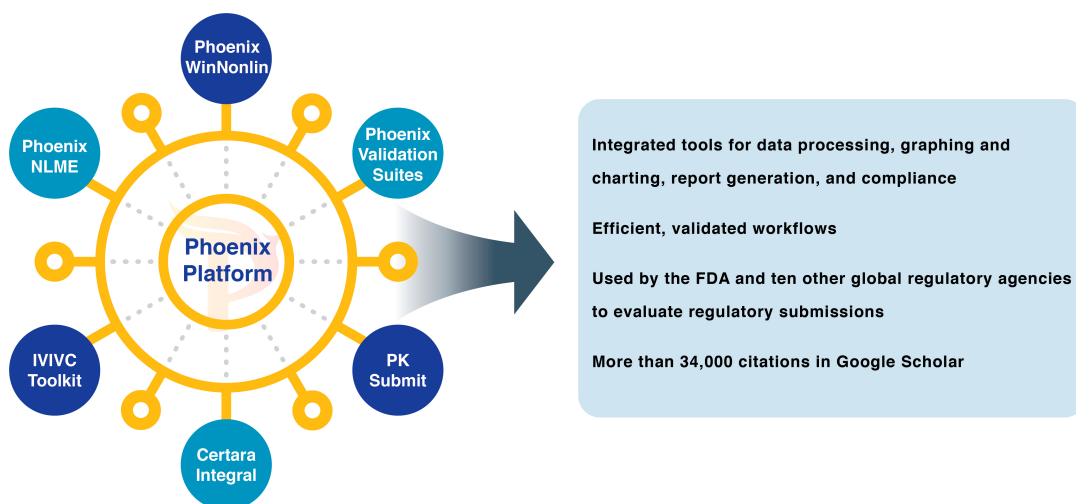 Phoenix
WinNonlin
Phoenix
NLME
Phoenix
Validation
Suites
Phoenix
Platform
IVIVC
Toolkit
PK
Submit
Certara
Integral
Integrated tools for data processing, graphing and
charting, report generation, and compliance
Efficient, validated workflows
Used by the FDA and ten other global regulatory agencies
to evaluate regulatory submissions
More than 34,000 citations in Google Scholar